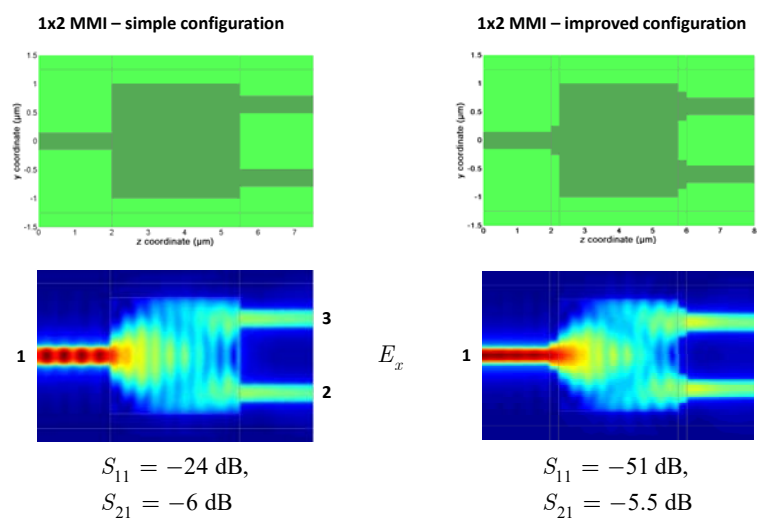 1x2 MMI – simple configuration
1x2 MMI – improved configuration
1.5
1
0.5
0
-0.5
-1
-1.5
y coordinate (µm)
0 1 2 3 4 5 6 7
z coordinate (µm)
1.5
1
0.5
0
-0.5
-1
-1.5
y coordinate (µm)
0 1 2 3 4 5 6 7 8
z coordinate (µm)
1
3
2
E_x
1
S_11 = −24 dB,
S_21 = −6 dB
S_11 = −51 dB,
S_21 = −5.5 dB